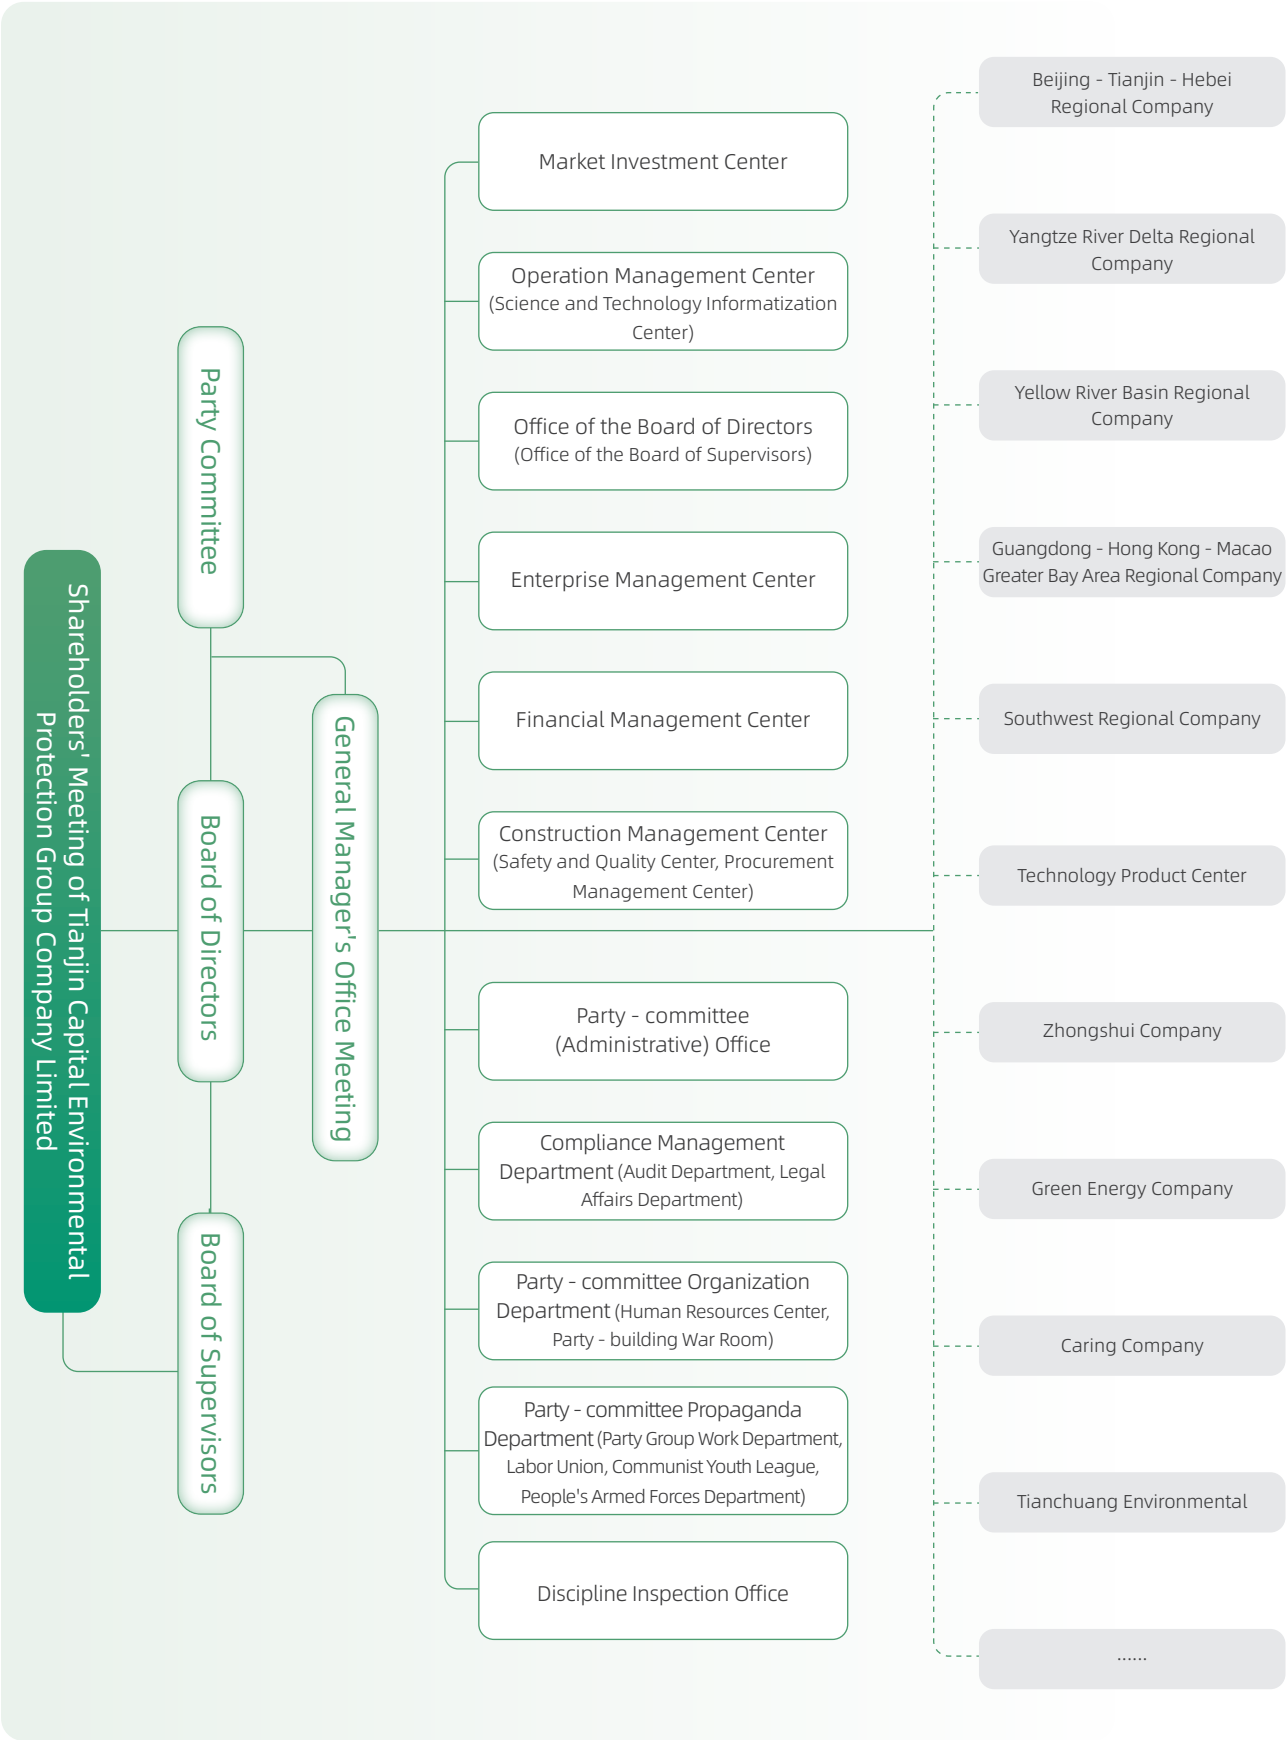 Shareholders' Meeting of Tianjin Capital Environmental
Protection Group Company Limited
Party Committee
Board of Directors
Board of Supervisors
General Manager's Office Meeting
Market Investment Center
Operation Management Center
(Science and Technology Informatization
Center)
Office of the Board of Directors
(Office of the Board of Supervisors)
Enterprise Management Center
Financial Management Center
Construction Management Center
(Safety and Quality Center, Procurement
Management Center)
Party - committee
(Administrative) Office
Compliance Management
Department (Audit Department, Legal
Affairs Department)
Party - committee Organization
Department (Human Resources Center,
Party - building War Room)
Party - committee Propaganda
Department (Party Group Work Department,
Labor Union, Communist Youth League,
People's Armed Forces Department)
Discipline Inspection Office
Beijing - Tianjin - Hebei
Regional Company
Yangtze River Delta Regional
Company
Yellow River Basin Regional
Company
Guangdong - Hong Kong - Macao
Greater Bay Area Regional Company
Southwest Regional Company
Technology Product Center
Zhongshui Company
Green Energy Company
Caring Company
Tianchuang Environmental
......